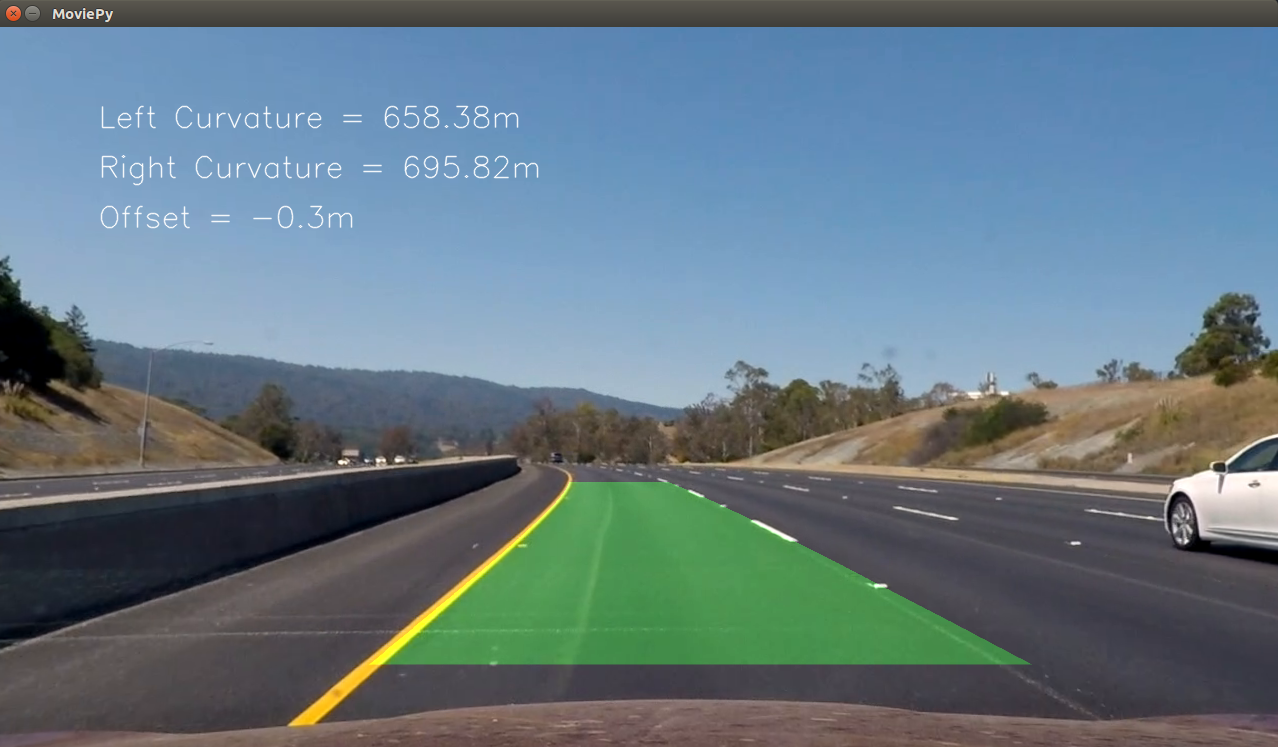 MoviePy
Left Curvature = 658.38m
Right Curvature = 695.82m
Offset = -0.3m